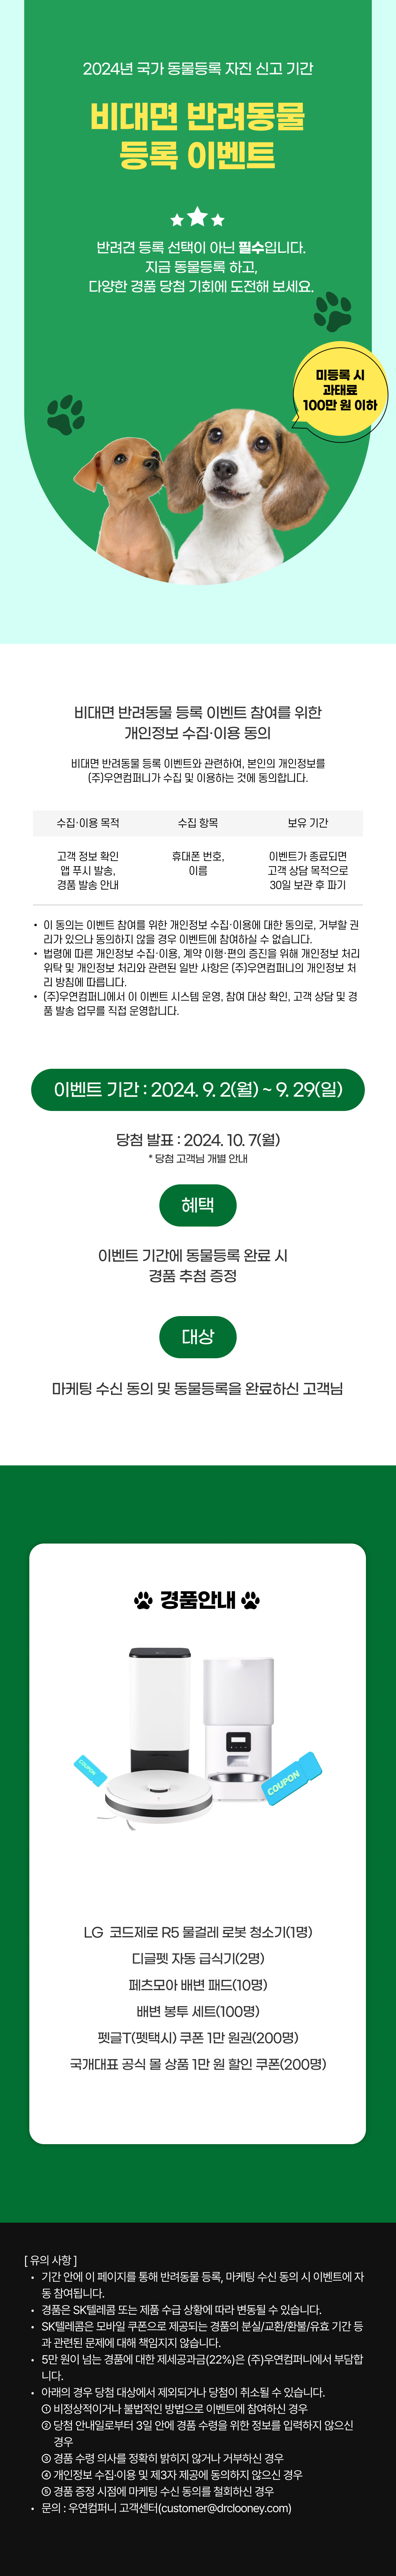 2024년 국가 동물등록 자진 신고 기간
비대면 반려동물
등록 이벤트
반려견 등록 선택이 아닌 필수입니다.
지금 동물등록 하고,
다양한 경품 당첨 기회에 도전해 보세요.
미등록 시
과태료
100만 원 이하
비대면 반려동물 등록 이벤트 참여를 위한
개인정보 수집·이용 동의
비대면 반려동물 등록 이벤트와 관련하여, 본인의 개인정보를
(주)우연컴퍼니가 수집 및 이용하는 것에 동의합니다.
수집·이용 목적 수집 항목 보유 기간
고객 정보 확인 휴대폰 번호, 이벤트가 종료되면
앱 푸시 발송, 이름 고객 상담 목적으로
경품 발송 안내 30일 보관 후 파기
• 이 동의는 이벤트 참여를 위한 개인정보 수집·이용에 대한 동의로, 거부할 권
리가 있으나 동의하지 않을 경우 이벤트에 참여하실 수 없습니다.
• 법령에 따른 개인정보 수집·이용, 계약 이행·편의 증진을 위해 개인정보 처리
위탁 및 개인정보 처리와 관련된 일반 사항은 (주)우연컴퍼니의 개인정보 처
리 방침에 따릅니다.
• (주)우연컴퍼니에서 이 이벤트 시스템 운영, 참여 대상 확인, 고객 상담 및 경
품 발송 업무를 직접 운영합니다.
이벤트 기간 : 2024. 9. 2(월) ~ 9. 29(일)
당첨 발표 : 2024. 10. 7(월)
* 당첨 고객님 개별 안내
혜택
이벤트 기간에 동물등록 완료 시
경품 추첨 증정
대상
마케팅 수신 동의 및 동물등록을 완료하신 고객님
경품안내
COUPON
COUPON
LG 코드제로 R5 물걸레 로봇 청소기(1명)
디클펫 자동 급식기(2명)
페츠모아 배변 패드(10명)
배변 봉투 세트(100명)
펫글T(펫택시) 쿠폰 1만 원권(200명)
국개대표 공식 몰 상품 1만 원 할인 쿠폰(200명)
[ 유의 사항 ]
• 기간 안에 이 페이지를 통해 반려동물 등록, 마케팅 수신 동의 시 이벤트에 자
동 참여됩니다.
• 경품은 SK텔레콤 또는 제품 수급 상황에 따라 변동될 수 있습니다.
• SK텔레콤은 모바일 쿠폰으로 제공되는 경품의 분실/교환/환불/유효 기간 등
과 관련된 문제에 대해 책임지지 않습니다.
• 5만 원이 넘는 경품에 대한 제세공과금(22%)은 (주)우연컴퍼니에서 부담합
니다.
• 아래의 경우 당첨 대상에서 제외되거나 당첨이 취소될 수 있습니다.
① 비정상적이거나 불법적인 방법으로 이벤트에 참여하신 경우
② 당첨 안내일로부터 3일 안에 경품 수령을 위한 정보를 입력하지 않으신
경우
③ 경품 수령 의사를 정확히 밝히지 않거나 거부하신 경우
④ 개인정보 수집·이용 및 제3자 제공에 동의하지 않으신 경우
⑤ 경품 증정 시점에 마케팅 수신 동의를 철회하신 경우
• 문의 : 우연컴퍼니 고객센터(customer@drclooney.com)